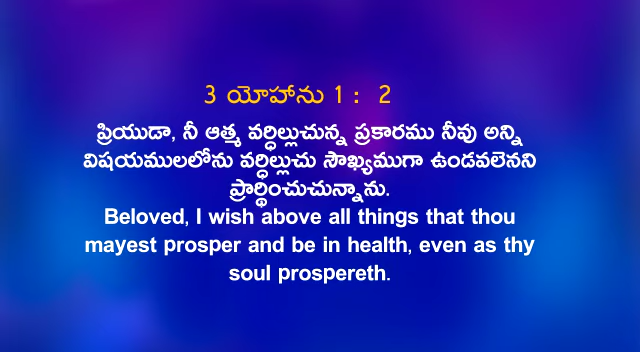 3 యోహాను 1 : 2
ప్రియుడా, నీ ఆత్మ వర్ధిల్లుచున్న ప్రకారము నీవు అన్ని
విషయములలోను వర్ధిల్లుచు సౌఖ్యముగా ఉండవలెనని
ప్రార్థించుచున్నాను.
Beloved, I wish above all things that thou
mayest prosper and be in health, even as thy
soul prospereth.